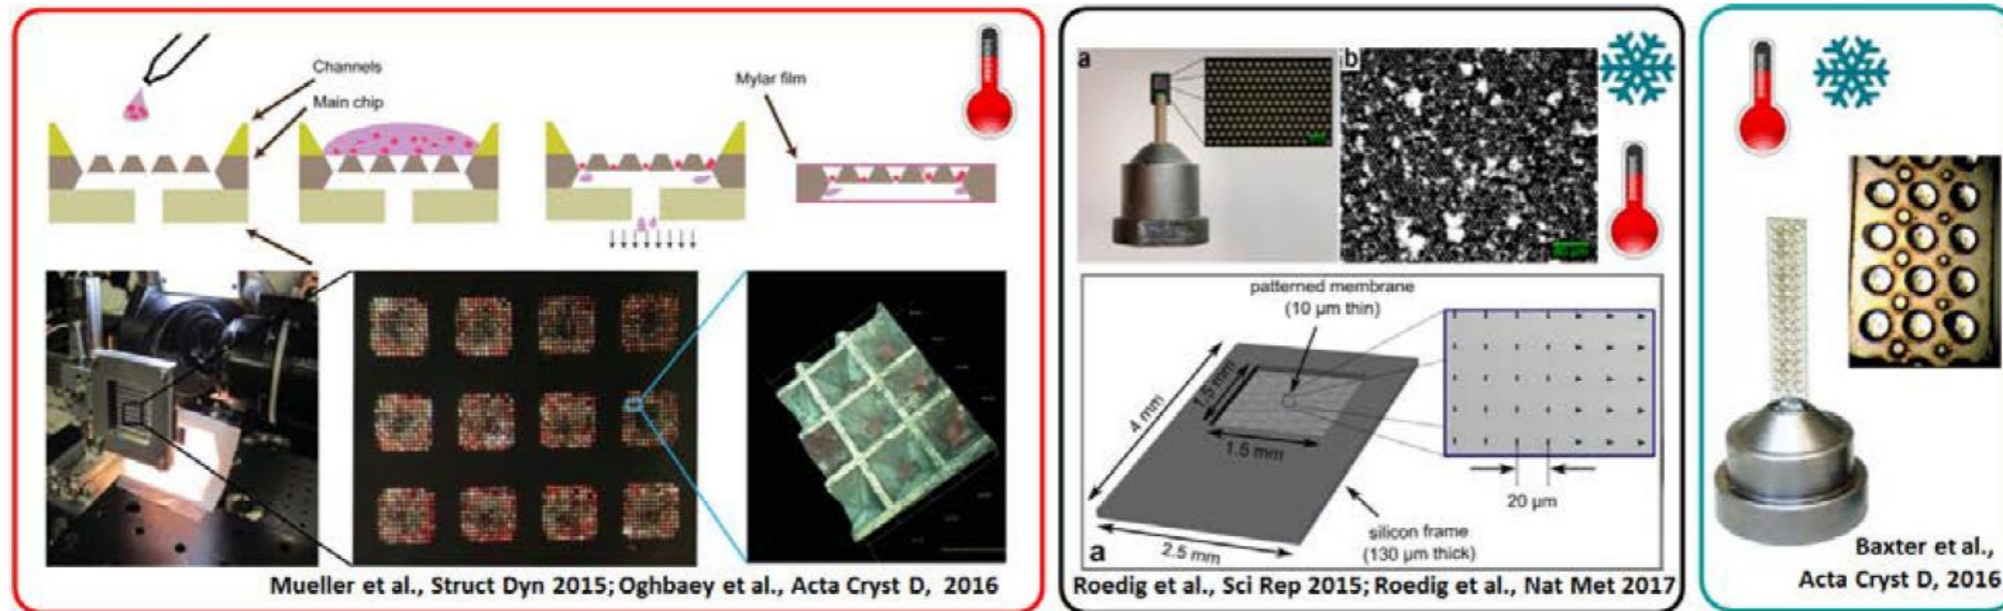 Channels
Main chip
Mylar film
Mueller et al., Struct Dyn 2015; Oghbaey et al., Acta Cryst D, 2016
a
b
patterned membrane
(10 µm thin)
1.5 mm
1.5 mm
4 mm
2.5 mm
20 µm
silicon frame
(130 µm thick)
a
Roedig et al., Sci Rep 2015; Roedig et al., Nat Met 2017
Baxter et al.,
Acta Cryst D, 2016